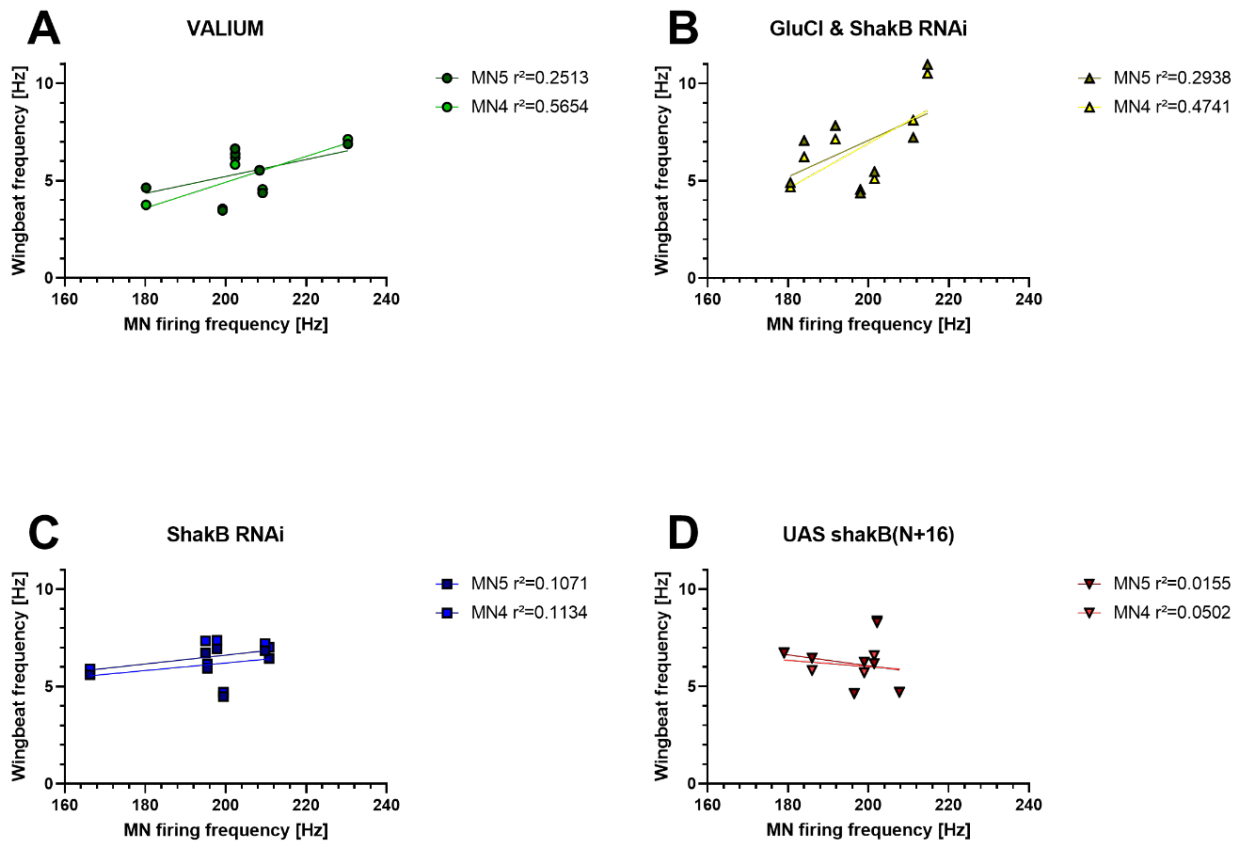 A
VALIUM
Wingbeat frequency [Hz]
10
5
0
160 180 200 220 240
MN firing frequency [Hz]
MN5 r²=0.2513
MN4 r²=0.5654
B
GluCl & ShakB RNAi
Wingbeat frequency [Hz]
10
5
0
160 180 200 220 240
MN firing frequency [Hz]
MN5 r²=0.2938
MN4 r²=0.4741
C
ShakB RNAi
Wingbeat frequency [Hz]
10
5
0
160 180 200 220 240
MN firing frequency [Hz]
MN5 r²=0.1071
MN4 r²=0.1134
D
UAS shakB(N+16)
Wingbeat frequency [Hz]
10
5
0
160 180 200 220 240
MN firing frequency [Hz]
MN5 r²=0.0155
MN4 r²=0.0502